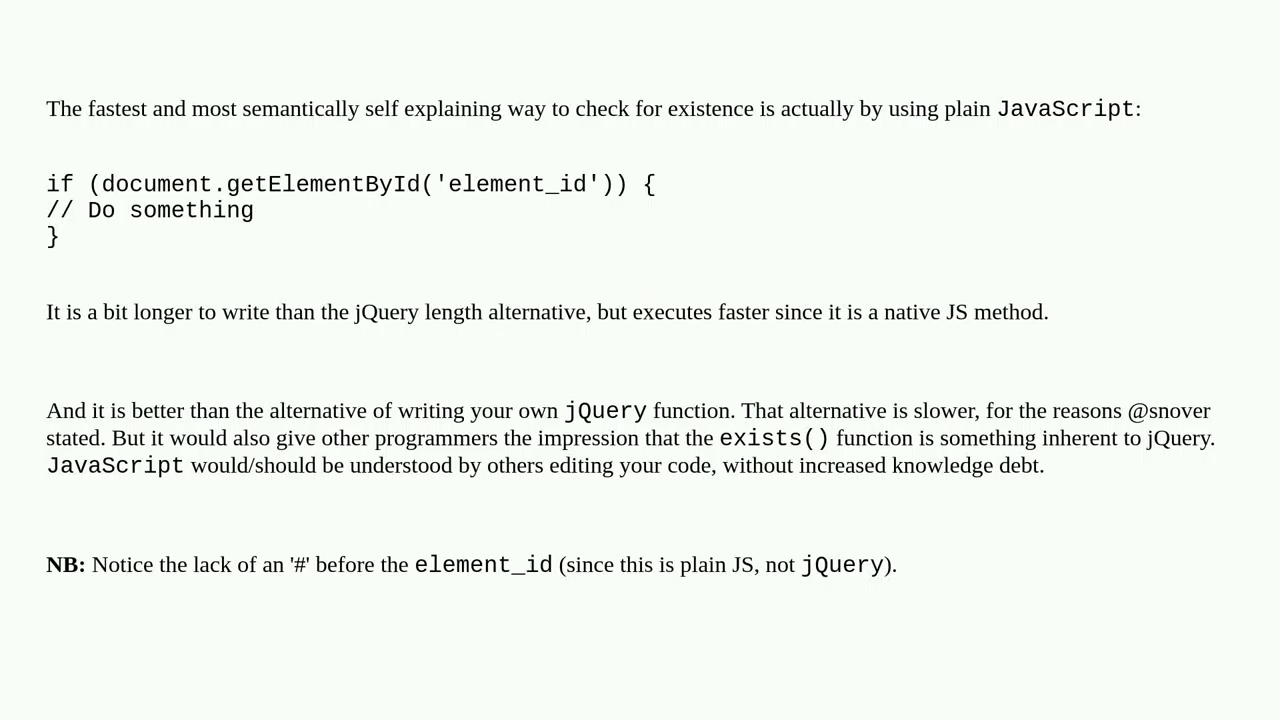 The fastest and most semantically self explaining way to check for existence is actually by using plain JavaScript:
if (document.getElementById('element_id')) {
// Do something
}
It is a bit longer to write than the jQuery length alternative, but executes faster since it is a native JS method.
And it is better than the alternative of writing your own jQuery function. That alternative is slower, for the reasons @snover
stated. But it would also give other programmers the impression that the exists() function is something inherent to jQuery.
JavaScript would/should be understood by others editing your code, without increased knowledge debt.
NB: Notice the lack of an '#' before the element_id (since this is plain JS, not jQuery).